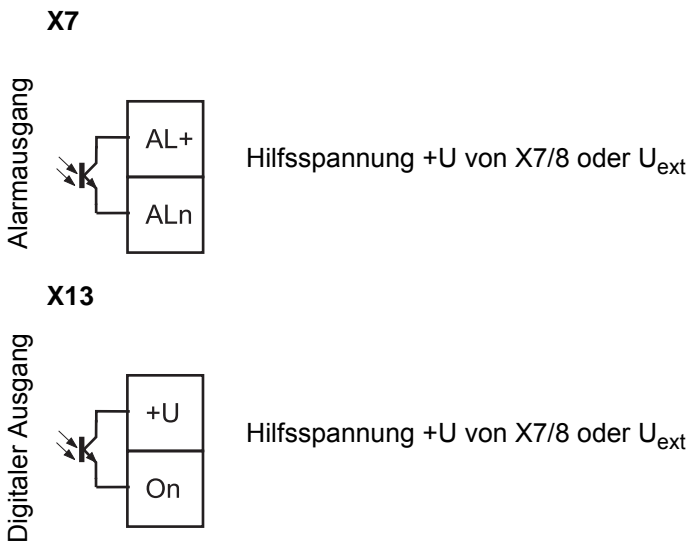 X7
Alarmausgang
AL+
ALn
Hilfsspannung +U von X7/8 oder Uext
X13
Digitaler Ausgang
+U
On
Hilfsspannung +U von X7/8 oder Uext